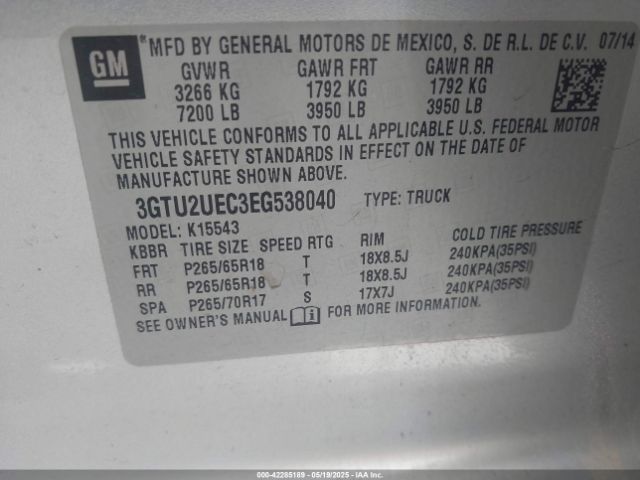 GM
*MFD BY GENERAL MOTORS DE MEXICO, S. DE R.L. DE C.V. 07/14
GVWR GAWR FRT GAWR RR
3266 KG 1792 KG 1792 KG
7200 LB 3950 LB 3950 LB
THIS VEHICLE CONFORMS TO ALL APPLICABLE U.S. FEDERAL MOTOR
VEHICLE SAFETY STANDARDS IN EFFECT ON THE DATE OF
MANUFACTURE SHOWN ABOVE.
3GTU2UEC3EG538040 TYPE: TRUCK
MODEL: K15543
KBBR TIRE SIZE SPEED RTG RIM COLD TIRE PRESSURE
FRT P265/65R18 T 18X8.5J 240KPA(35PSI)
RR P265/65R18 T 18X8.5J 240KPA(35PSI)
SPA P265/70R17 S 17X7J 240KPA(35PSI)
SEE OWNER'S MANUAL i FOR MORE INFORMATION.
000-42285189 - 05/19/2025 - IAAI, Inc.